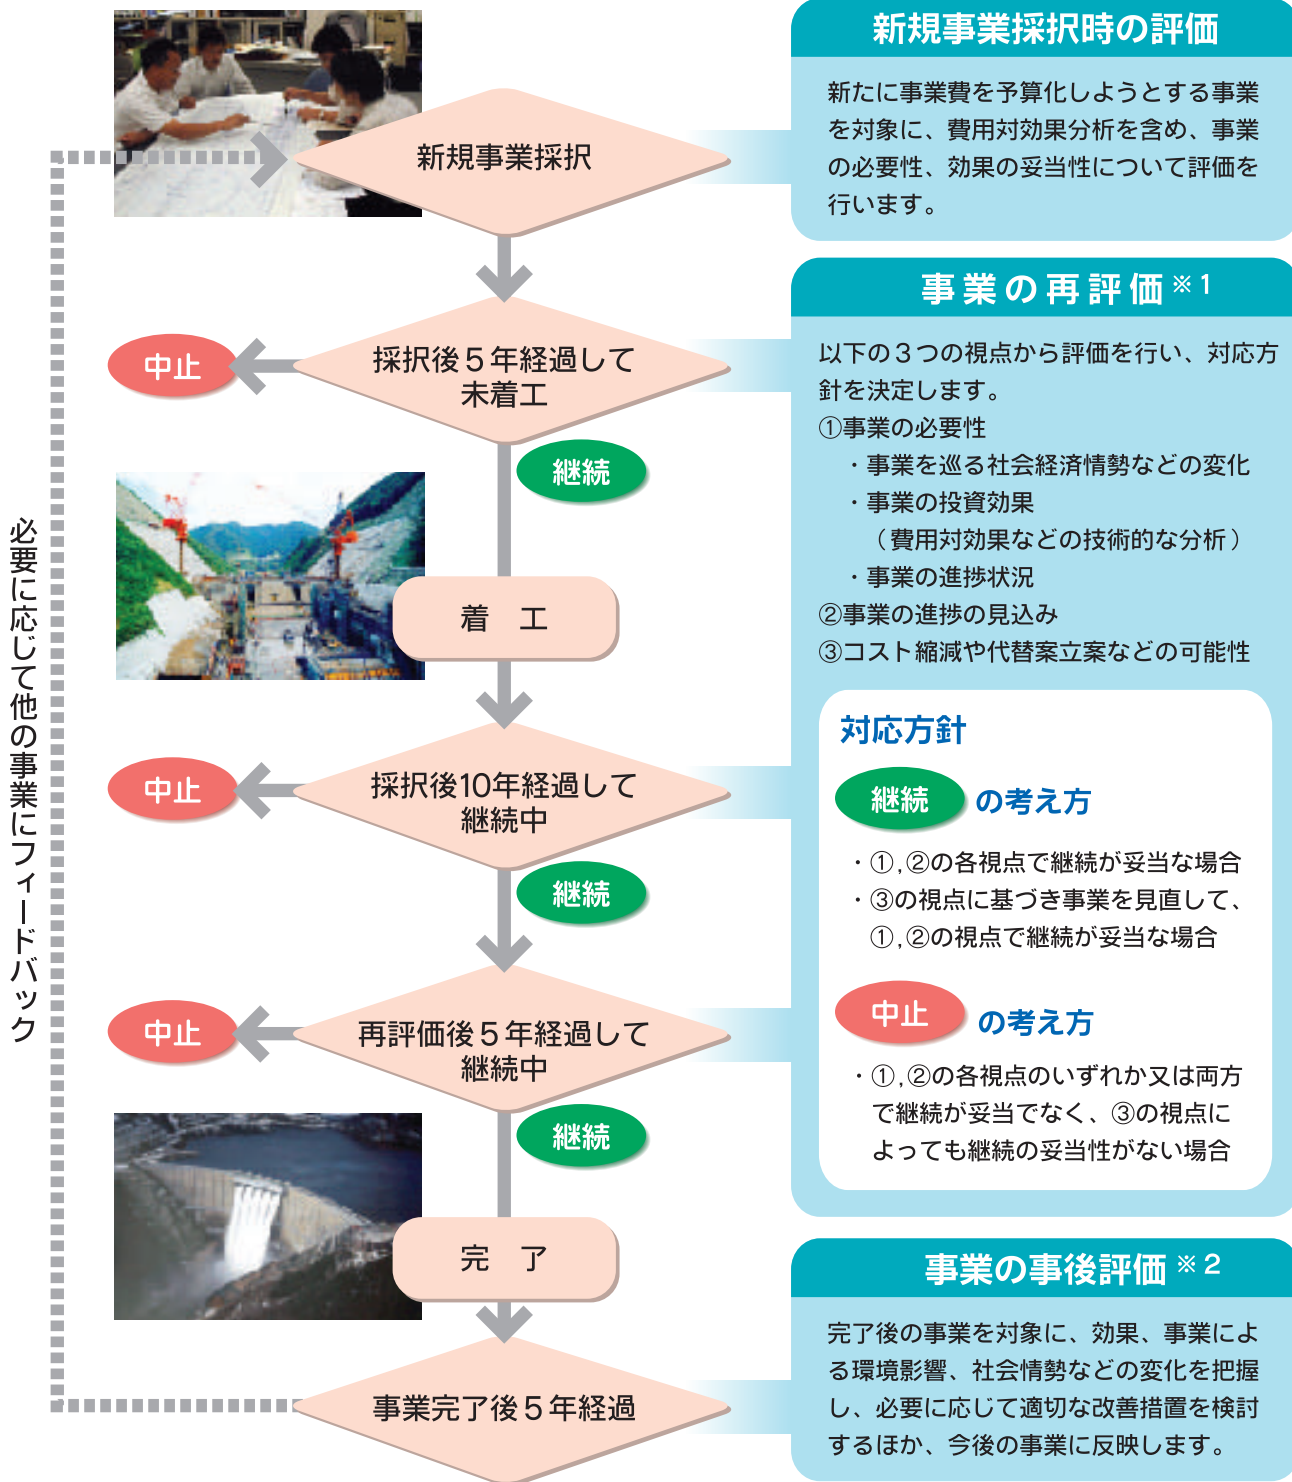 新規事業採択時の評価
新たに事業費を予算化しようとする事業
を対象に、費用対効果分析を含め、事業
の必要性、効果の妥当性について評価を
行います。
新規事業採択
事業の再評価※1
以下の3つの視点から評価を行い、対応方
針を決定します。
①事業の必要性
・事業を巡る社会経済情勢などの変化
・事業の投資効果
（費用対効果などの技術的な分析）
・事業の進捗状況
②事業の進捗の見込み
③コスト縮減や代替案立案などの可能性
対応方針
継続 の考え方
・①,②の各視点で継続が妥当な場合
・③の視点に基づき事業を見直して、
①,②の視点で継続が妥当な場合
中止 の考え方
・①,②の各視点のいずれか又は両方
で継続が妥当でなく、③の視点に
よっても継続の妥当性がない場合
採択後5年経過して
未着工
中止
継続
着 工
採択後10年経過して
継続中
中止
継続
再評価後5年経過して
継続中
中止
継続
完 了
事業完了後5年経過
事業の事後評価※2
完了後の事業を対象に、効果、事業によ
る環境影響、社会情勢などの変化を把握
し、必要に応じて適切な改善措置を検討
するほか、今後の事業に反映します。
必要に応じて他の事業にフィードバック